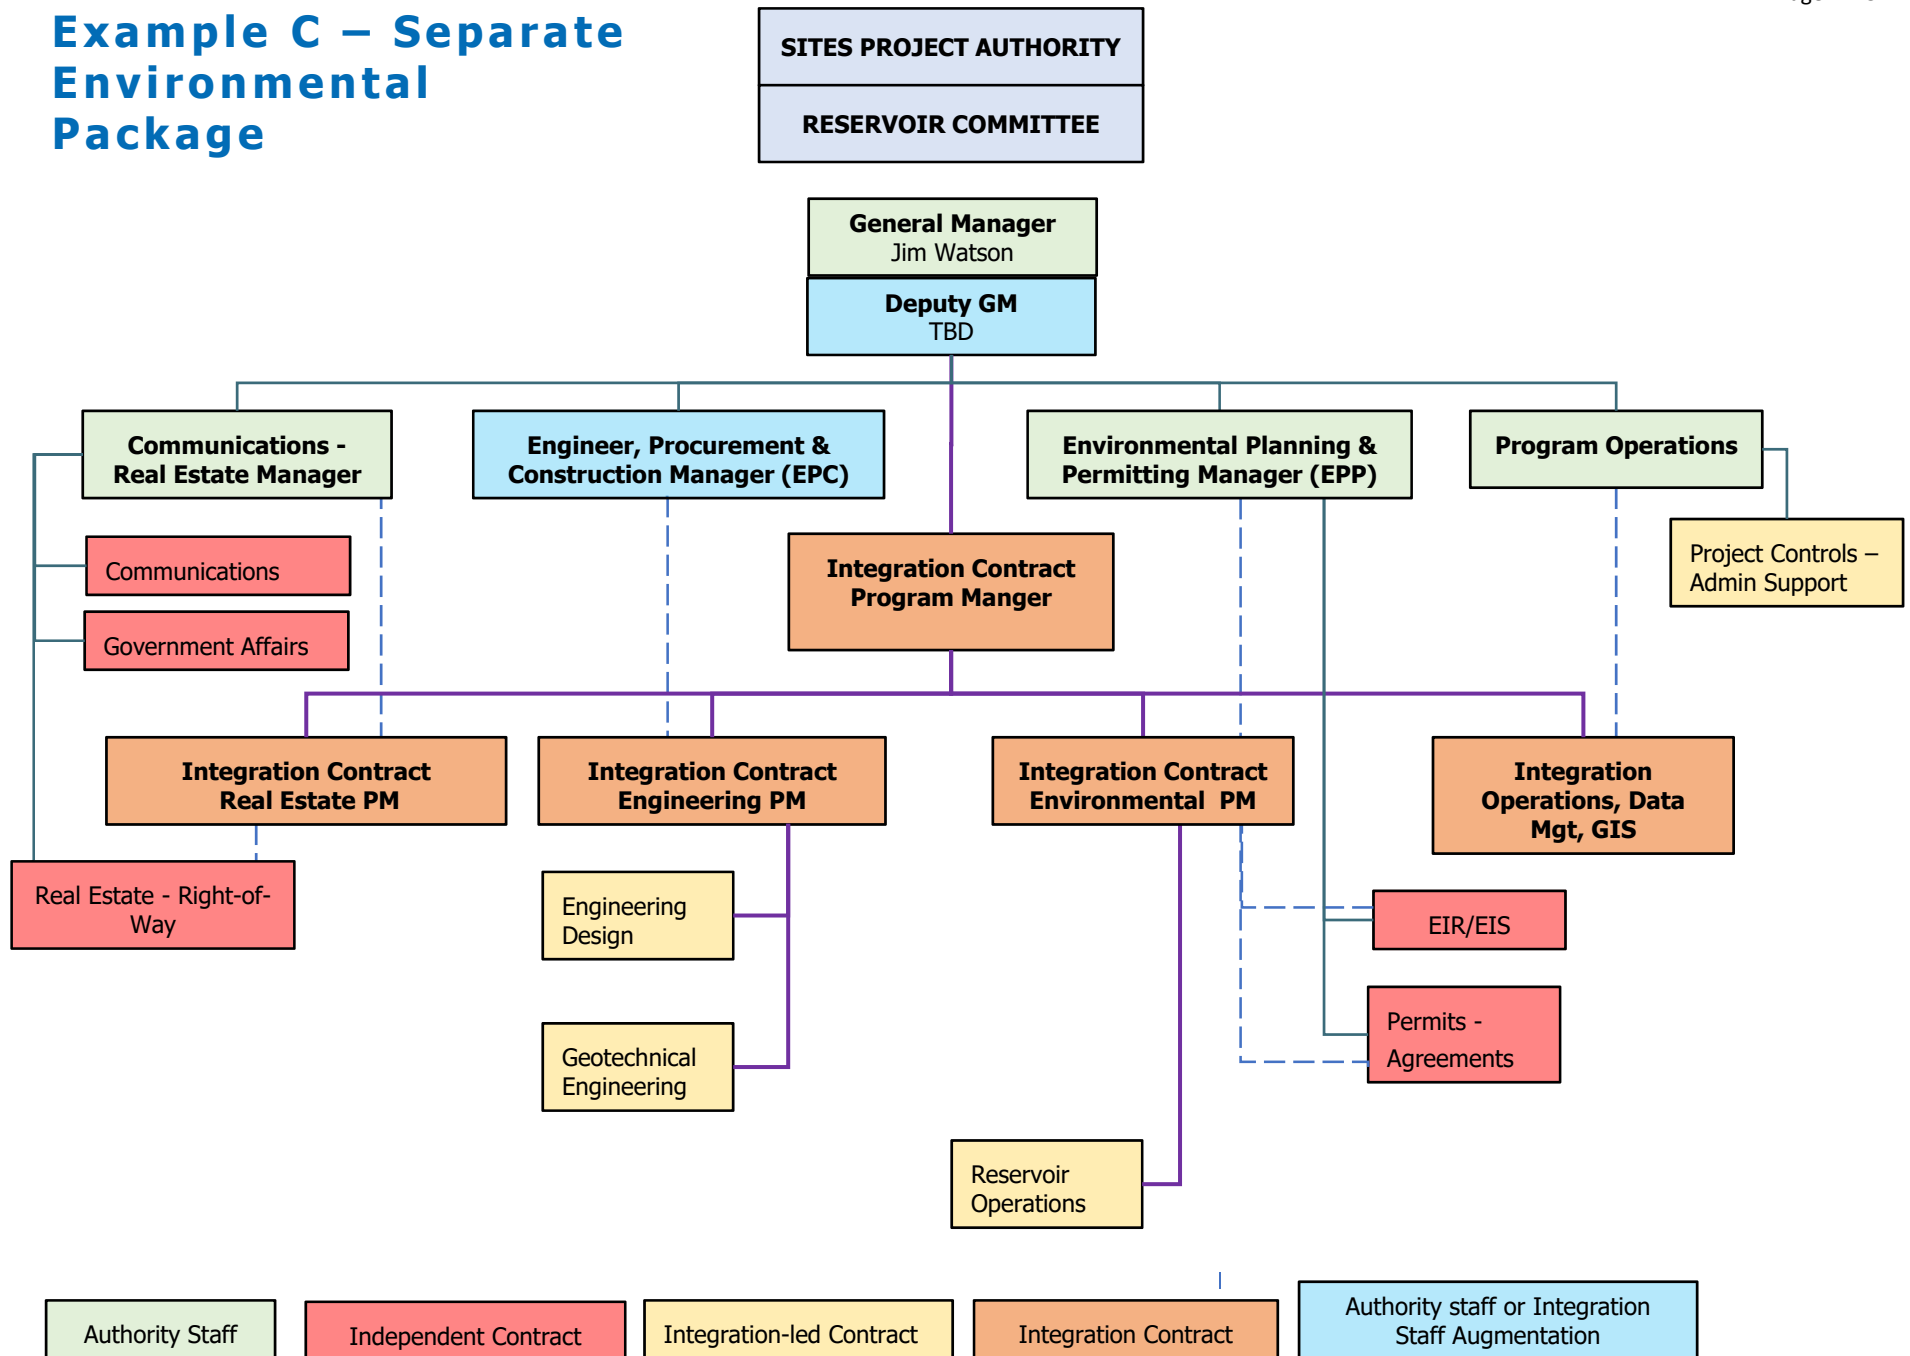 Example C – Separate
Environmental
Package
SITES PROJECT AUTHORITY
RESERVOIR COMMITTEE
General Manager
Jim Watson
Deputy GM
TBD
Communications -
Real Estate Manager
Engineer, Procurement &
Construction Manager (EPC)
Environmental Planning &
Permitting Manager (EPP)
Program Operations
Communications
Government Affairs
Integration Contract
Program Manger
Project Controls –
Admin Support
Integration Contract
Real Estate PM
Integration Contract
Engineering PM
Integration Contract
Environmental PM
Integration
Operations, Data
Mgt, GIS
Real Estate - Right-of-
Way
Engineering
Design
EIR/EIS
Geotechnical
Engineering
Permits -
Agreements
Reservoir
Operations
Authority Staff
Independent Contract
Integration-led Contract
Integration Contract
Authority staff or Integration
Staff Augmentation